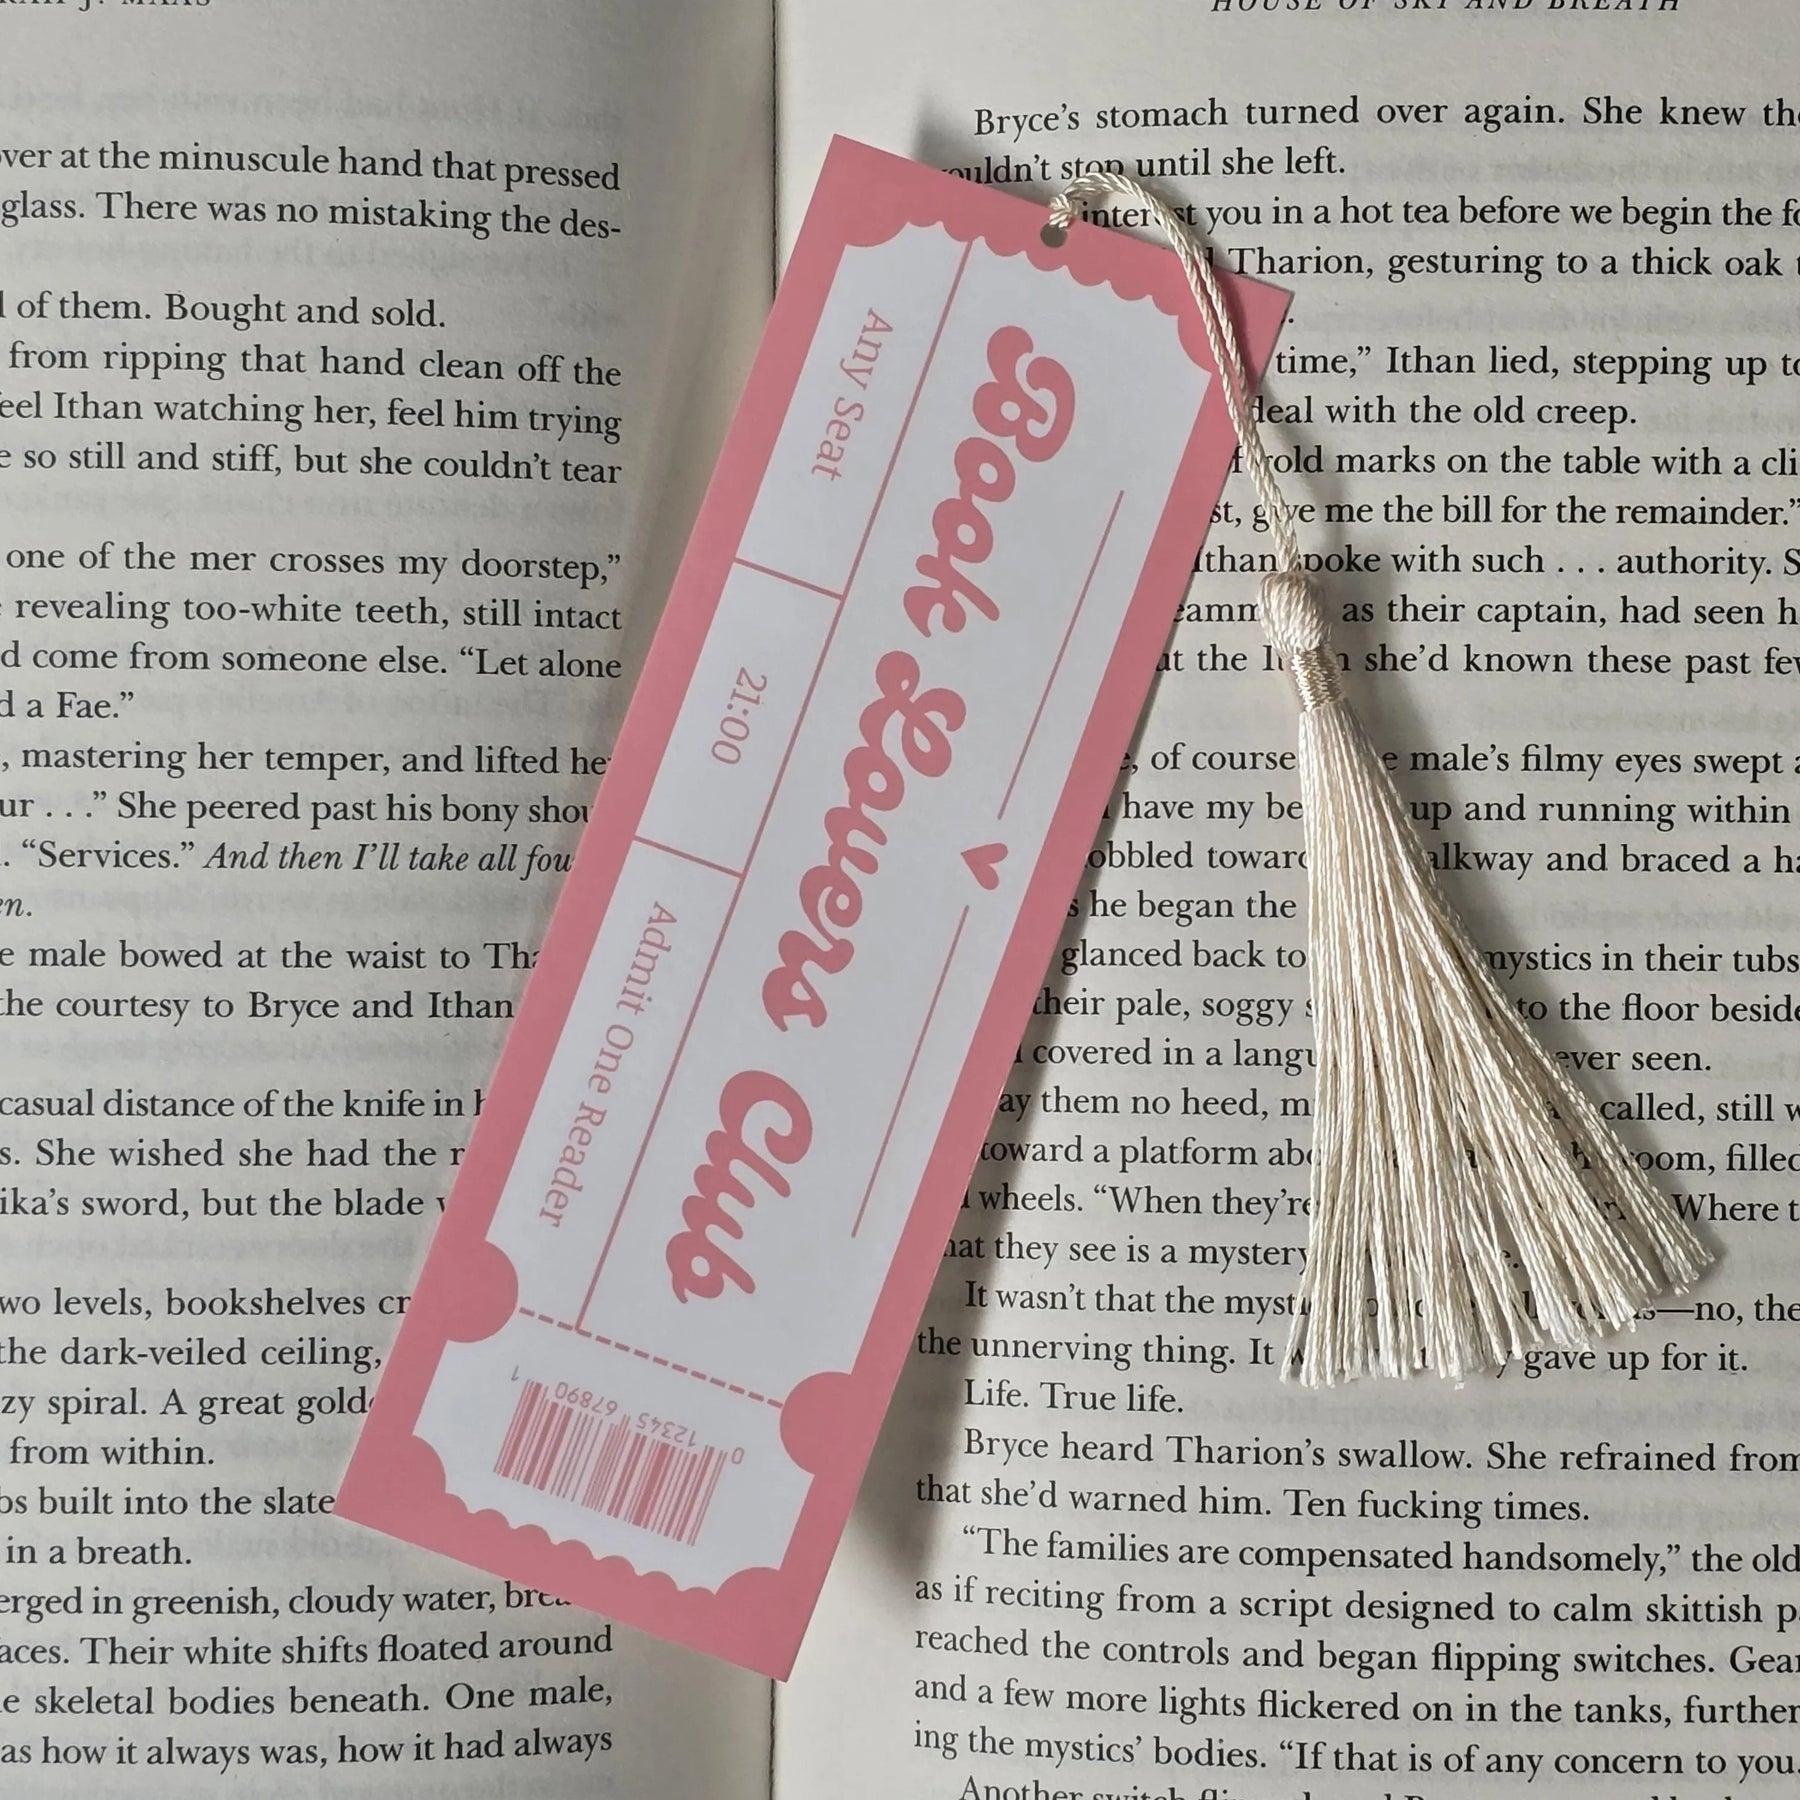 J. MAAS
over at the minuscule hand that pressed
glass. There was no mistaking the des-
of them. Bought and sold.
from ripping that hand clean off the
feel Ithan watching her, feel him trying
so still and stiff, but she couldn't tear
one of the mer crosses my doorstep,”
revealing too-white teeth, still intact
come from someone else. “Let alone
a Fae.”
, mastering her temper, and lifted
. . .” She peered past his bony
“Services.” And then I'll take all
male bowed at the waist to
the courtesy to Bryce and Ithan
casual distance of the knife in
She wished she had the
sword, but the blade
two levels, bookshelves
the dark-veiled ceiling,
spiral. A great
from within.
built into the slate
in a breath.
in greenish, cloudy water,
Their white shifts floated around
skeletal bodies beneath. One male,
as how it always was, how it had always
Book Lovers Club
Any Seat
21:00
Admit One Reader
0 12345 67890 1
HOUSE OF SKY AND BREATH
Bryce's stomach turned over again. She knew
until she left.
you in a hot tea before we begin the
Tharion, gesturing to a thick oak
time,” Ithan lied, stepping up
deal with the old creep.
marks on the table with a
give me the bill for the remainder.”
Ithan spoke with such . . . authority.
as their captain, had seen
the she'd known these past
of course male's filmy eyes swept
have my up and running within
and braced a
he began the
glanced back to mystics in their tubs
their pale, soggy to the floor beside
covered in a ever seen.
them no heed, called, still
toward a platform room, filled
wheels. “When they're Where
they see is a mystery
It wasn't that the —no,
the unnerving thing. It gave up for it.
Life. True life.
Bryce heard Tharion's swallow. She refrained from
that she'd warned him. Ten fucking times.
“The families are compensated handsomely,” the old
as if reciting from a script designed to calm skittish
reached the controls and began flipping switches.
and a few more lights flickered on in the tanks, further
ing the mystics' bodies. “If that is of any concern to you.
Another